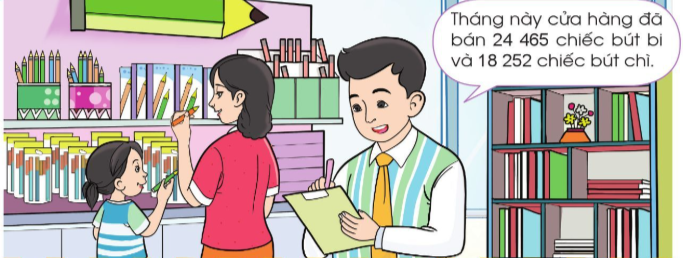 Tháng này cửa hàng đã
bán 24 465 chiếc bút bi
và 18 252 chiếc bút chì.